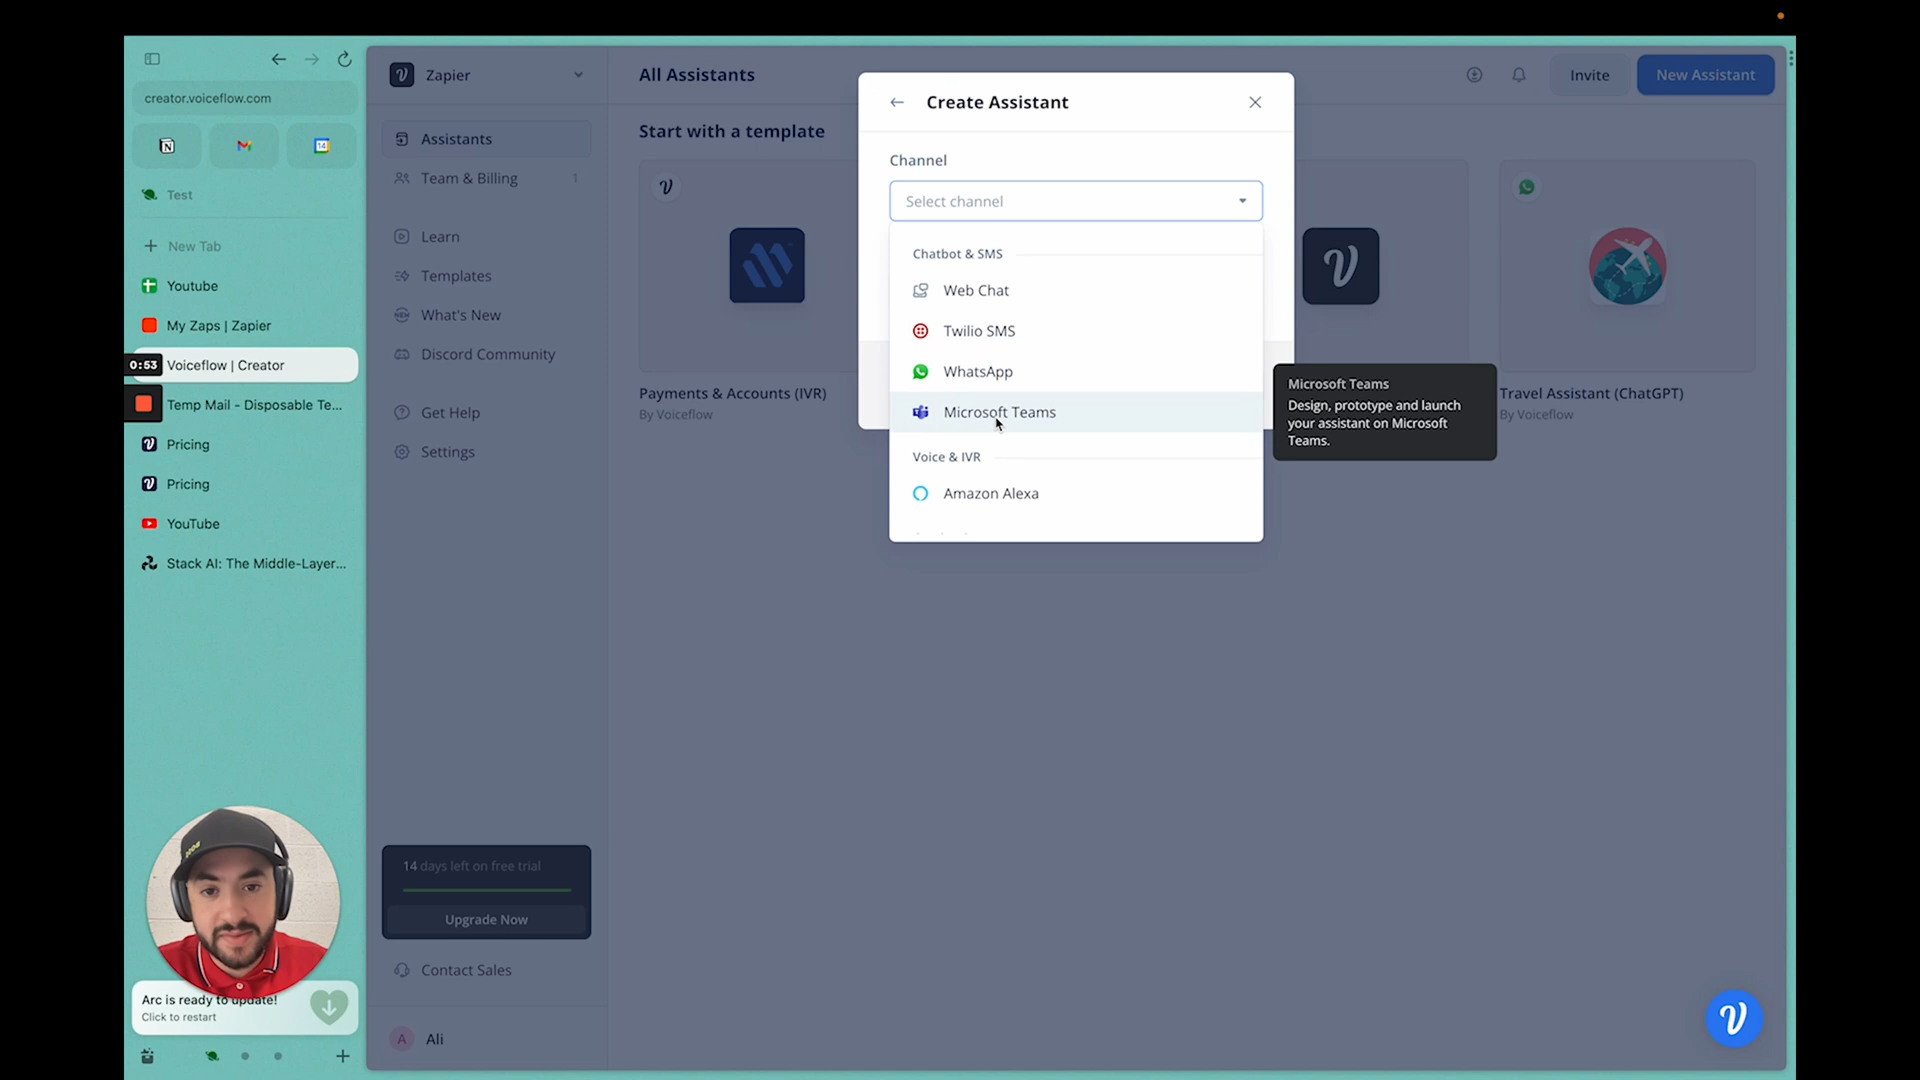 creator.voiceflow.com
14
Test
New Tab
Youtube
My Zaps | Zapier
0:53
Voiceflow | Creator
Temp Mail - Disposable Te...
Pricing
Pricing
YouTube
Stack AI: The Middle-Layer...
Arc is ready to update!
Click to restart
Zapier
Assistants
Team & Billing 1
Learn
Templates
What's New
Discord Community
Get Help
Settings
14 days left on free trial
Upgrade Now
Contact Sales
A Ali
All Assistants
Invite
New Assistant
Start with a template
Payments & Accounts (IVR)
By Voiceflow
Travel Assistant (ChatGPT)
By Voiceflow
Create Assistant
Channel
Select channel
Chatbot & SMS
Web Chat
Twilio SMS
WhatsApp
Microsoft Teams
Voice & IVR
Amazon Alexa
Microsoft Teams
Design, prototype and launch
your assistant on Microsoft
Teams.